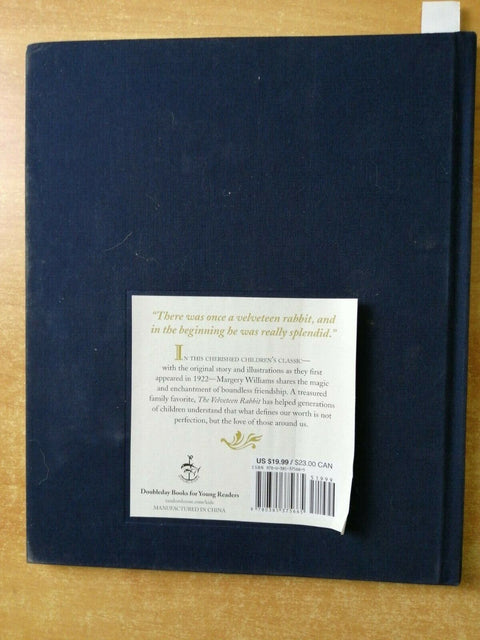 "There was once a velveteen rabbit, and
in the beginning he was really splendid."
IN THIS CHERISHED CHILDREN'S CLASSIC—
with the original story and illustrations as they first
appeared in 1922—Margery Williams shares the magic
and enchantment of boundless friendship. A treasured
family favorite, The Velveteen Rabbit has helped generations
of children understand that what defines our worth is not
perfection, but the love of those around us.
US $19.99 / $23.00 CAN
51999
Doubleday Books for Young Readers
randomhouse.com/kids
MANUFACTURED IN CHINA